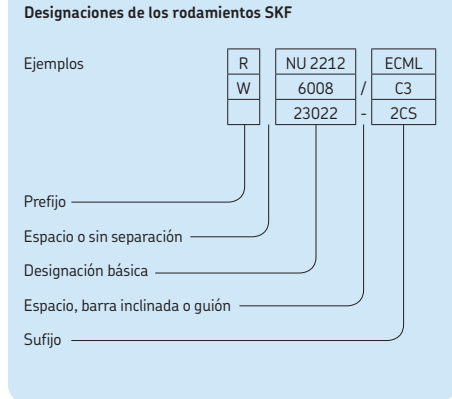 Designaciones de los rodamientos SKF
Ejemplos
R NU 2212 ECML
W 6008 / C3
23022 - 2CS
Prefijo
Espacio o sin separación
Designación básica
Espacio, barra inclinada o guión
Sufijo